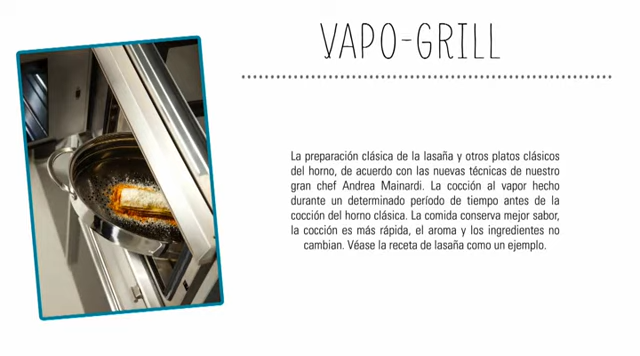 VAPO-GRILL
La preparación clásica de la lasaña y otros platos clásicos
del horno, de acuerdo con las nuevas técnicas de nuestro
gran chef Andrea Mainardi. La cocción al vapor hecho
durante un determinado período de tiempo antes de la
cocción del horno clásica. La comida conserva mejor sabor,
la cocción es más rápida, el aroma y los ingredientes no
cambian. Véase la receta de lasaña como un ejemplo.